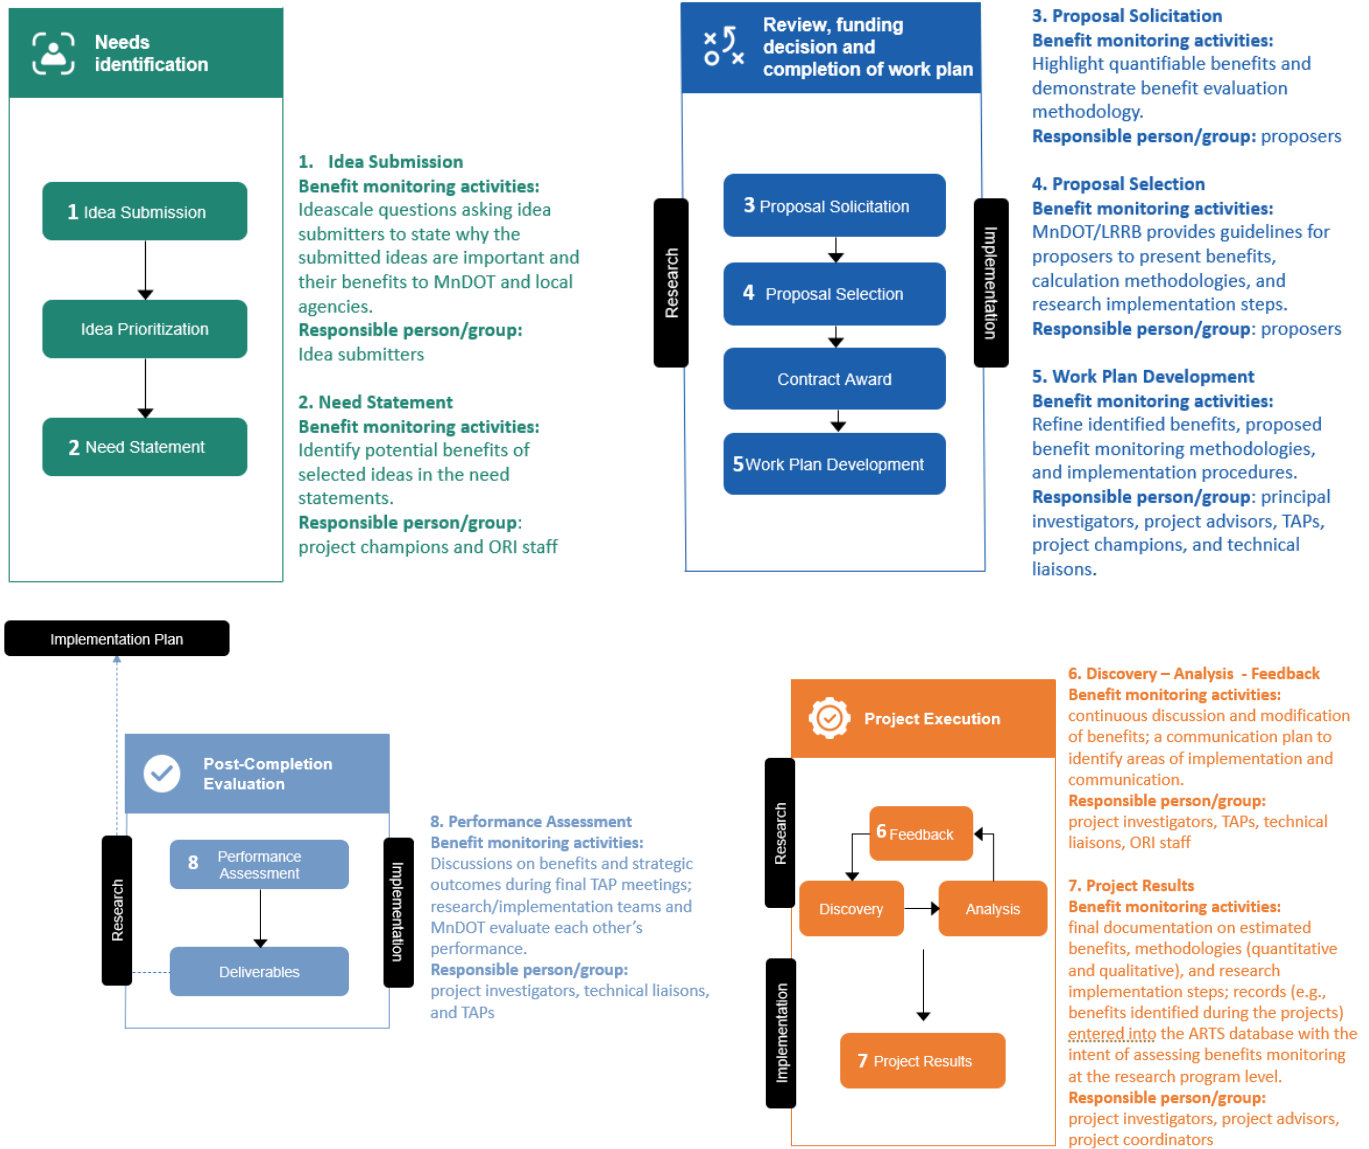 Needs
identification
1 Idea Submission
Idea Prioritization
2 Need Statement
1. Idea Submission
Benefit monitoring activities:
Ideascale questions asking idea
submitters to state why the
submitted ideas are important and
their benefits to MnDOT and local
agencies.
Responsible person/group:
Idea submitters
2. Need Statement
Benefit monitoring activities:
Identify potential benefits of
selected ideas in the need
statements.
Responsible person/group:
project champions and ORI staff
Review, funding
decision and
completion of work plan
Research
3 Proposal Solicitation
4 Proposal Selection
Contract Award
5 Work Plan Development
Implementation
3. Proposal Solicitation
Benefit monitoring activities:
Highlight quantifiable benefits and
demonstrate benefit evaluation
methodology.
Responsible person/group: proposers
4. Proposal Selection
Benefit monitoring activities:
MnDOT/LRRB provides guidelines for
proposers to present benefits,
calculation methodologies, and
research implementation steps.
Responsible person/group: proposers
5. Work Plan Development
Benefit monitoring activities:
Refine identified benefits, proposed
benefit monitoring methodologies,
and implementation procedures.
Responsible person/group: principal
investigators, project advisors, TAPs,
project champions, and technical
liaisons.
Implementation Plan
Post-Completion
Evaluation
Research
8 Performance
Assessment
Deliverables
Implementation
8. Performance Assessment
Benefit monitoring activities:
Discussions on benefits and strategic
outcomes during final TAP meetings;
research/implementation teams and
MnDOT evaluate each other's
performance.
Responsible person/group:
project investigators, technical liaisons,
and TAPs
Project Execution
Research
6 Feedback
Discovery
Analysis
Implementation
7 Project Results
6. Discovery – Analysis - Feedback
Benefit monitoring activities:
continuous discussion and modification
of benefits; a communication plan to
identify areas of implementation and
communication.
Responsible person/group:
project investigators, TAPs, technical
liaisons, ORI staff
7. Project Results
Benefit monitoring activities:
final documentation on estimated
benefits, methodologies (quantitative
and qualitative), and research
implementation steps; records (e.g.,
benefits identified during the projects)
entered into the ARTS database with the
intent of assessing benefits monitoring
at the research program level.
Responsible person/group:
project investigators, project advisors,
project coordinators